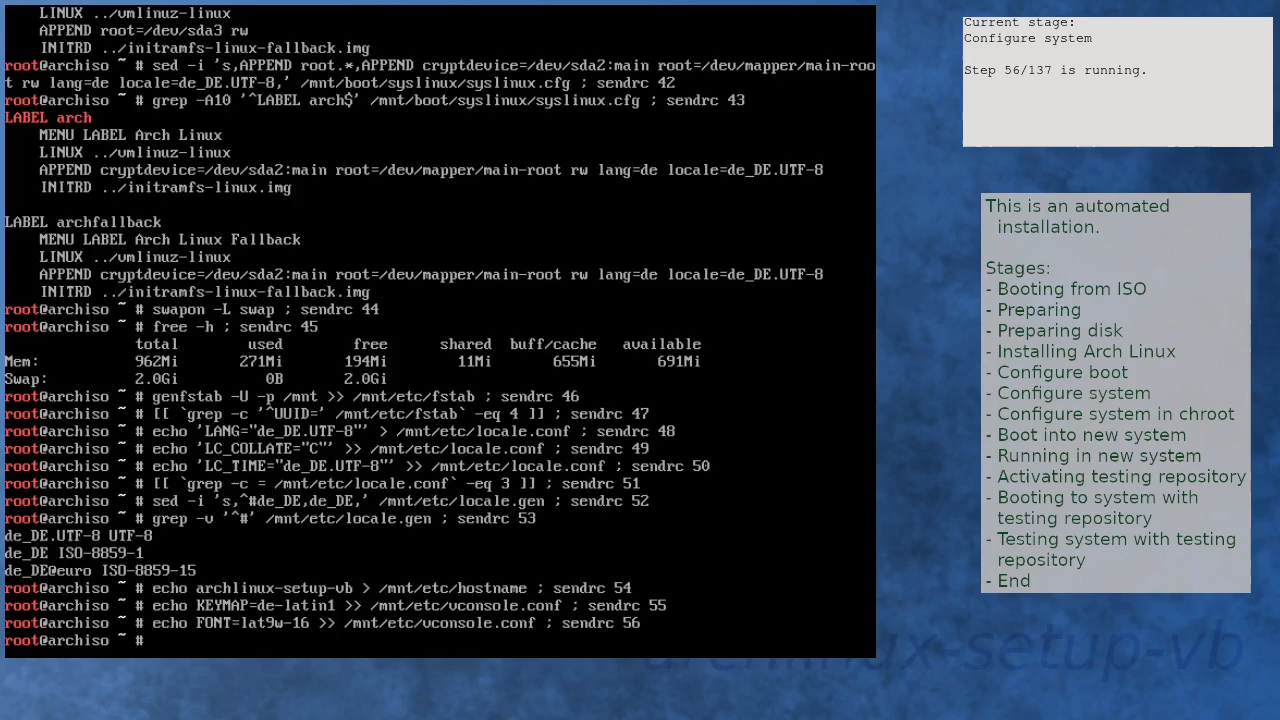 LINUX ../vmlinuz-linux
APPEND root=/dev/sda3 rw
INITRD ../initramfs-linux-fallback.img
root@archiso ~ # sed -i 's,APPEND root.*,APPEND cryptdevice=/dev/sda2:main root=/dev/mapper/main-roo
t rw lang=de locale=de_DE.UTF-8,' /mnt/boot/syslinux/syslinux.cfg ; sendrc 42
root@archiso ~ # grep -A10 '^LABEL arch$' /mnt/boot/syslinux/syslinux.cfg ; sendrc 43
LABEL arch
MENU LABEL Arch Linux
LINUX ../vmlinuz-linux
APPEND cryptdevice=/dev/sda2:main root=/dev/mapper/main-root rw lang=de locale=de_DE.UTF-8
INITRD ../initramfs-linux.img
LABEL archfallback
MENU LABEL Arch Linux Fallback
LINUX ../vmlinuz-linux
APPEND cryptdevice=/dev/sda2:main root=/dev/mapper/main-root rw lang=de locale=de_DE.UTF-8
INITRD ../initramfs-linux-fallback.img
root@archiso ~ # swapon -L swap ; sendrc 44
root@archiso ~ # free -h ; sendrc 45
total used free shared buff/cache available
Mem: 962Mi 271Mi 194Mi 11Mi 655Mi 691Mi
Swap: 2.0Gi 0B 2.0Gi
root@archiso ~ # genfstab -U -p /mnt >> /mnt/etc/fstab ; sendrc 46
root@archiso ~ # [[ `grep -c '^UUID=' /mnt/etc/fstab` -eq 4 ]] ; sendrc 47
root@archiso ~ # echo 'LANG="de_DE.UTF-8"' > /mnt/etc/locale.conf ; sendrc 48
root@archiso ~ # echo 'LC_COLLATE="C"' >> /mnt/etc/locale.conf ; sendrc 49
root@archiso ~ # echo 'LC_TIME="de_DE.UTF-8"' >> /mnt/etc/locale.conf ; sendrc 50
root@archiso ~ # [[ `grep -c = /mnt/etc/locale.conf` -eq 3 ]] ; sendrc 51
root@archiso ~ # sed -i 's,^#de_DE,de_DE,' /mnt/etc/locale.gen ; sendrc 52
root@archiso ~ # grep -v '^#' /mnt/etc/locale.gen ; sendrc 53
de_DE.UTF-8 UTF-8
de_DE ISO-8859-1
de_DE@euro ISO-8859-15
root@archiso ~ # echo archlinux-setup-vb > /mnt/etc/hostname ; sendrc 54
root@archiso ~ # echo KEYMAP=de-latin1 >> /mnt/etc/vconsole.conf ; sendrc 55
root@archiso ~ # echo FONT=lat9w-16 >> /mnt/etc/vconsole.conf ; sendrc 56
root@archiso ~ #
Current stage:
Configure system
Step 56/137 is running.
This is an automated
installation.
Stages:
- Booting from ISO
- Preparing
- Preparing disk
- Installing Arch Linux
- Configure boot
- Configure system
- Configure system in chroot
- Boot into new system
- Running in new system
- Activating testing repository
- Booting to system with
testing repository
- Testing system with testing
repository
- End
archlinux-setup-vb